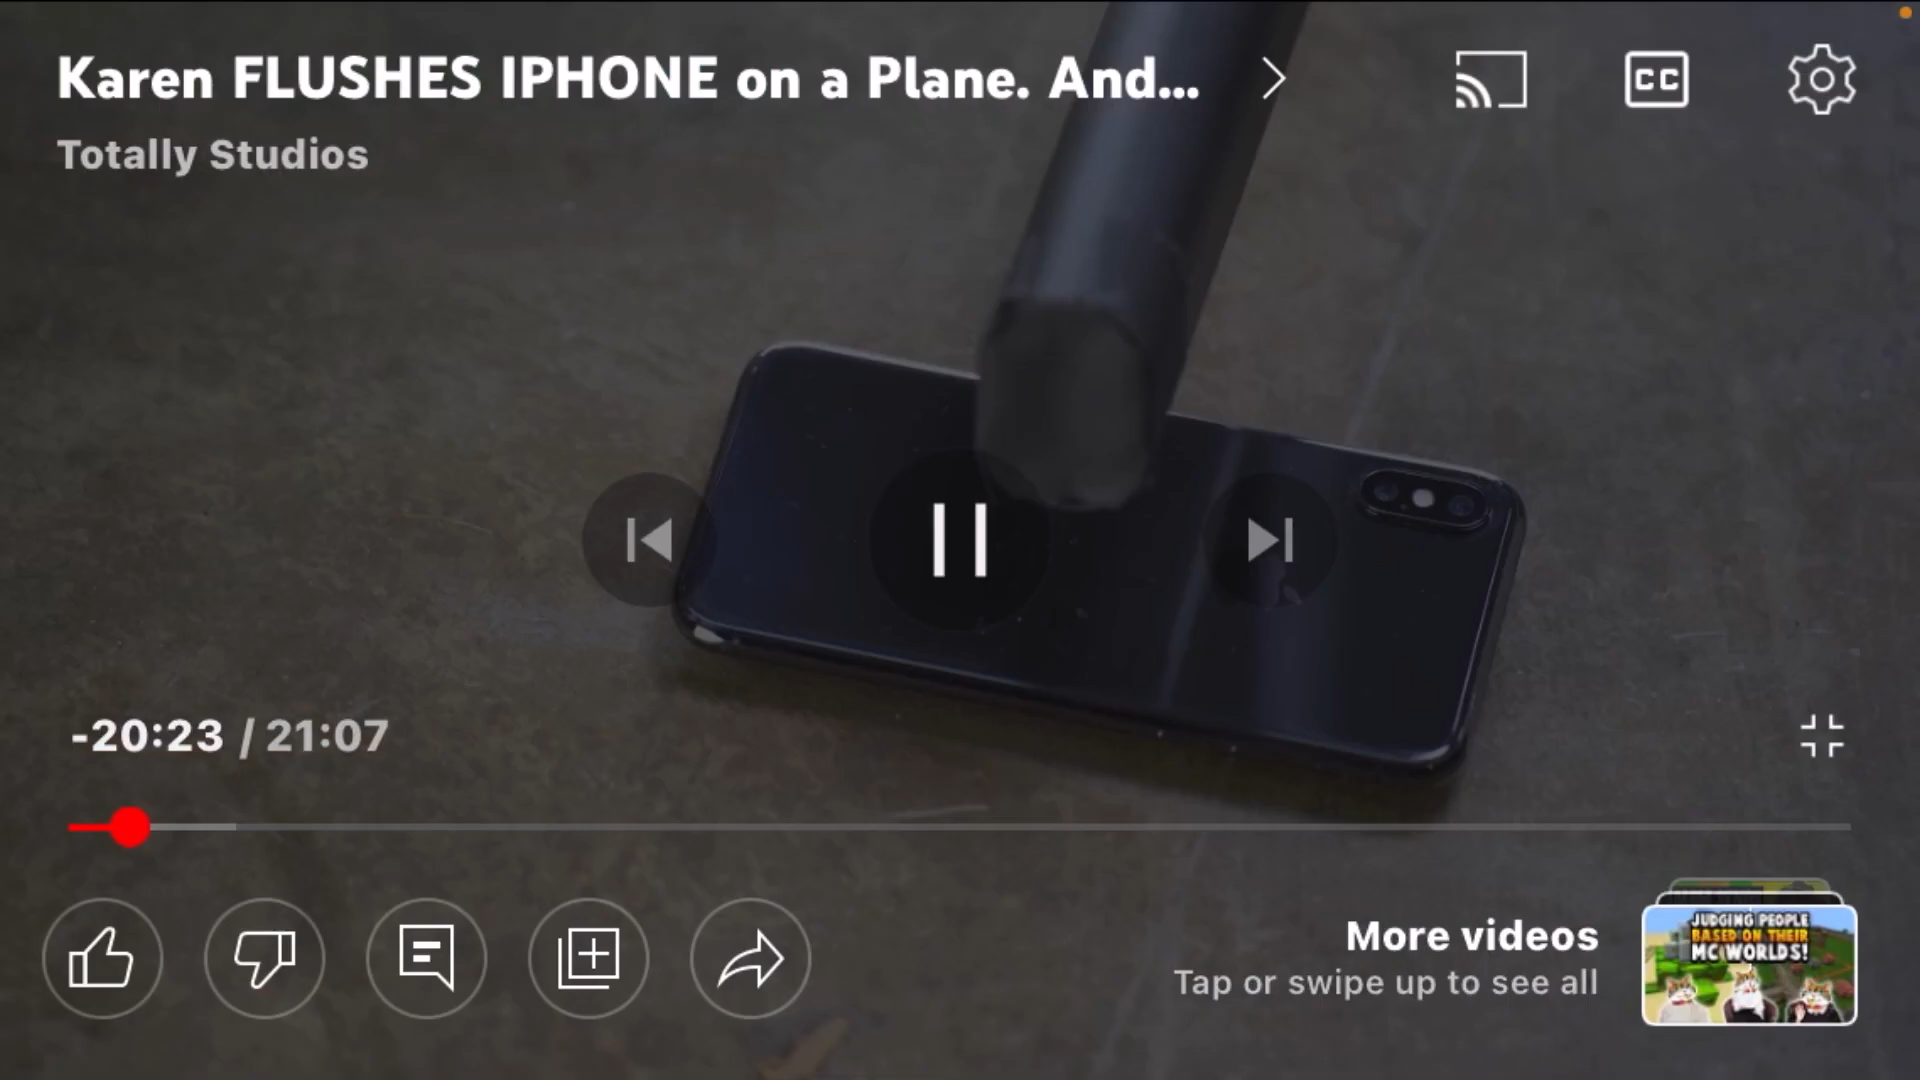 Karen FLUSHES IPHONE on a Plane. And...
Totally Studios
CC
-20:23 / 21:07
More videos
Tap or swipe up to see all
JUDGING PEOPLE
BASED ON THEIR
MC WORLDS!